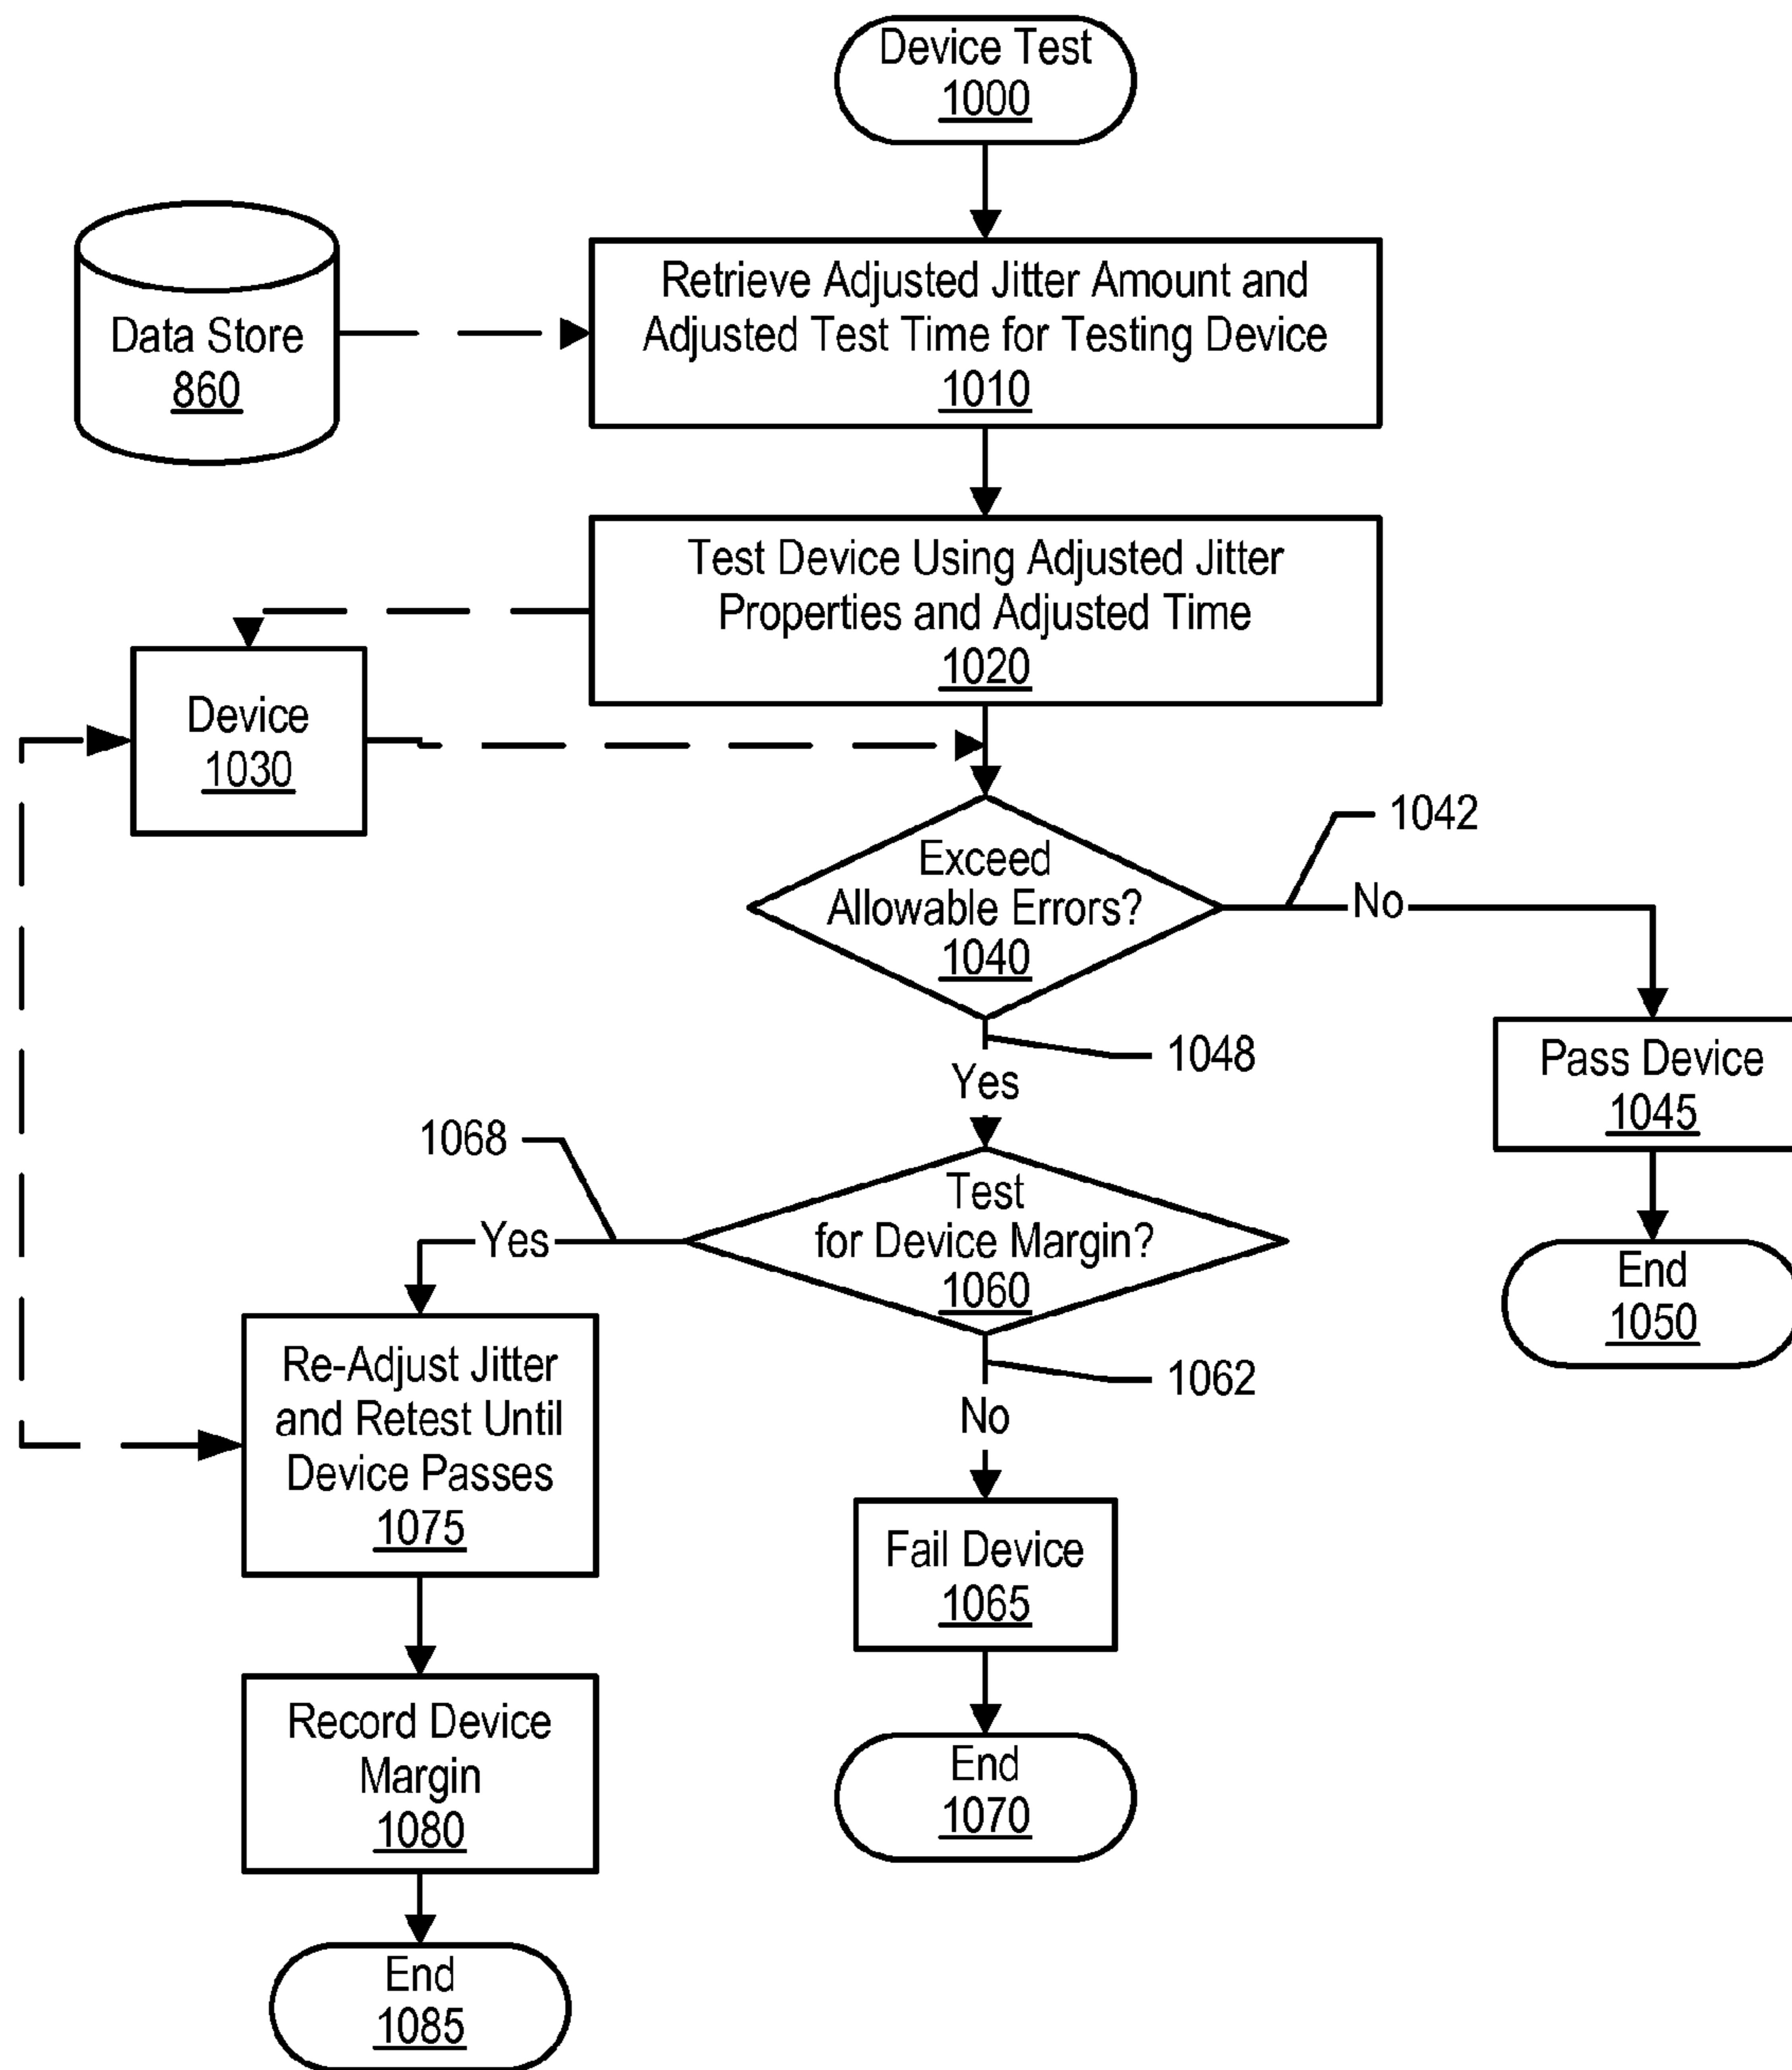 Device Test
1000
Data Store
860
Retrieve Adjusted Jitter Amount and
Adjusted Test Time for Testing Device
1010
Test Device Using Adjusted Jitter
Properties and Adjusted Time
1020
Device
1030
Exceed
Allowable Errors?
1040
1042
No
1048
Yes
Pass Device
1045
End
1050
1068
Yes
Test
for Device Margin?
1060
1062
No
Re-Adjust Jitter
and Retest Until
Device Passes
1075
Fail Device
1065
Record Device
Margin
1080
End
1070
End
1085